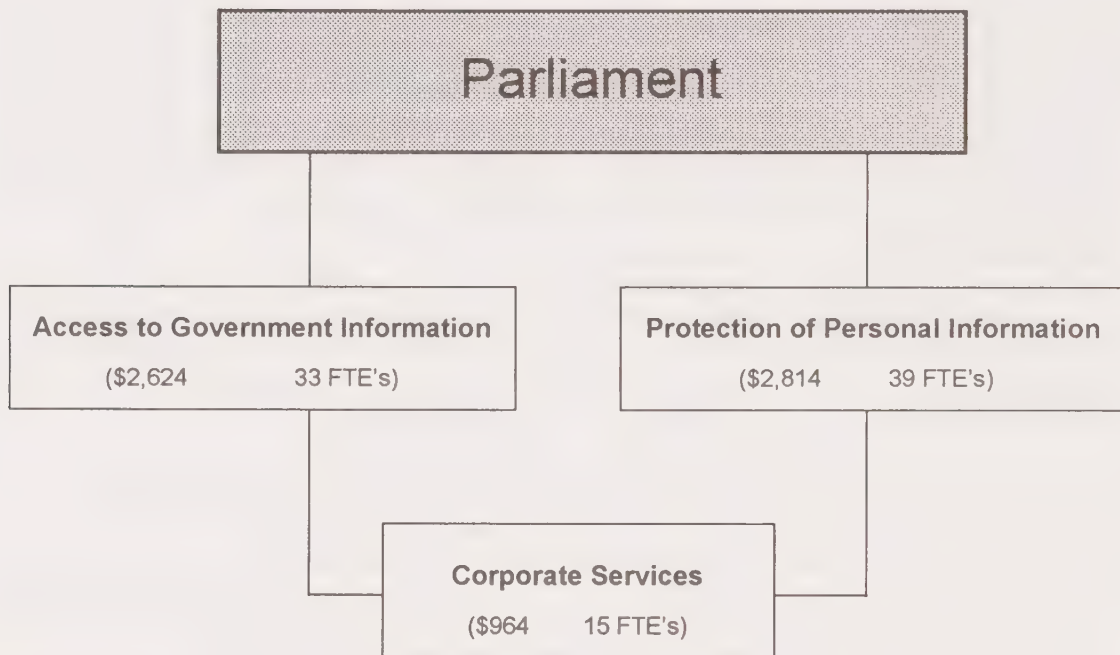 Parliament
Access to Government Information
($2,624 33 FTE's)
Protection of Personal Information
($2,814 39 FTE's)
Corporate Services
($964 15 FTE's)